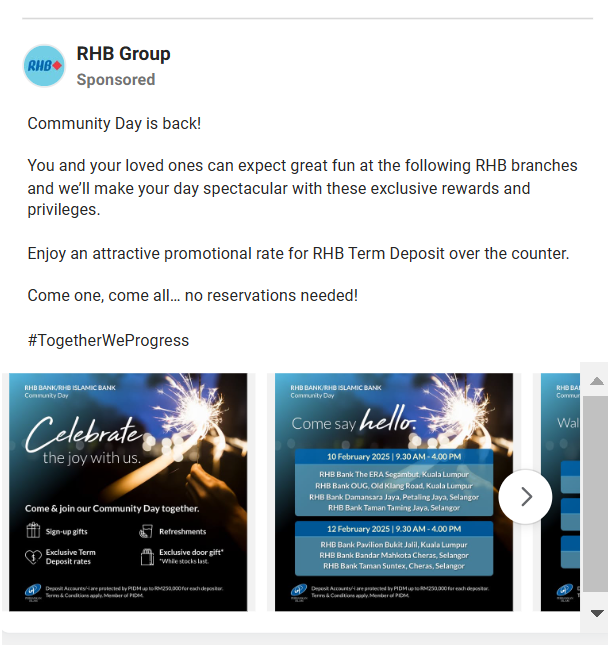 RHB Group
RHB
Sponsored
Community Day is back!
You and your loved ones can expect great fun at the following RHB branches
and we'll make your day spectacular with these exclusive rewards and
privileges.
Enjoy an attractive promotional rate for RHB Term Deposit over the counter.
Come one, come all... no reservations needed!
#TogetherWeProgress
RHB BANK/RHB ISLAMIC BANK
Community Day
Celebrate
the joy with us.
Come & join our Community Day together.
Sign-up gifts
Refreshments
Exclusive Term
Deposit rates
Exclusive door gift*
*While stocks last.
Deposit Accounts/-i are protected by PIDM up to RM250,000 for each depositor.
Terms & Conditions apply. Member of PIDM.
RHB BANK/RHB ISLAMIC BANK
Community Day
Come say hello.
10 February 2025 | 9.30 AM - 4.00 PM
RHB Bank The ERA Segambut, Kuala Lumpur
RHB Bank OUG, Old Klang Road, Kuala Lumpur
RHB Bank Damansara Jaya, Petaling Jaya, Selangor
RHB Bank Taman Taming Jaya, Selangor
12 February 2025 | 9.30 AM - 4.00 PM
RHB Bank Pavilion Bukit Jalil, Kuala Lumpur
RHB Bank Bandar Mahkota Cheras, Selangor
RHB Bank Taman Suntex, Cheras, Selangor
Deposit Accounts/-i are protected by PIDM up to RM250,000 for each depositor.
Terms & Conditions apply. Member of PIDM.
RHB BA
Commun
Wal